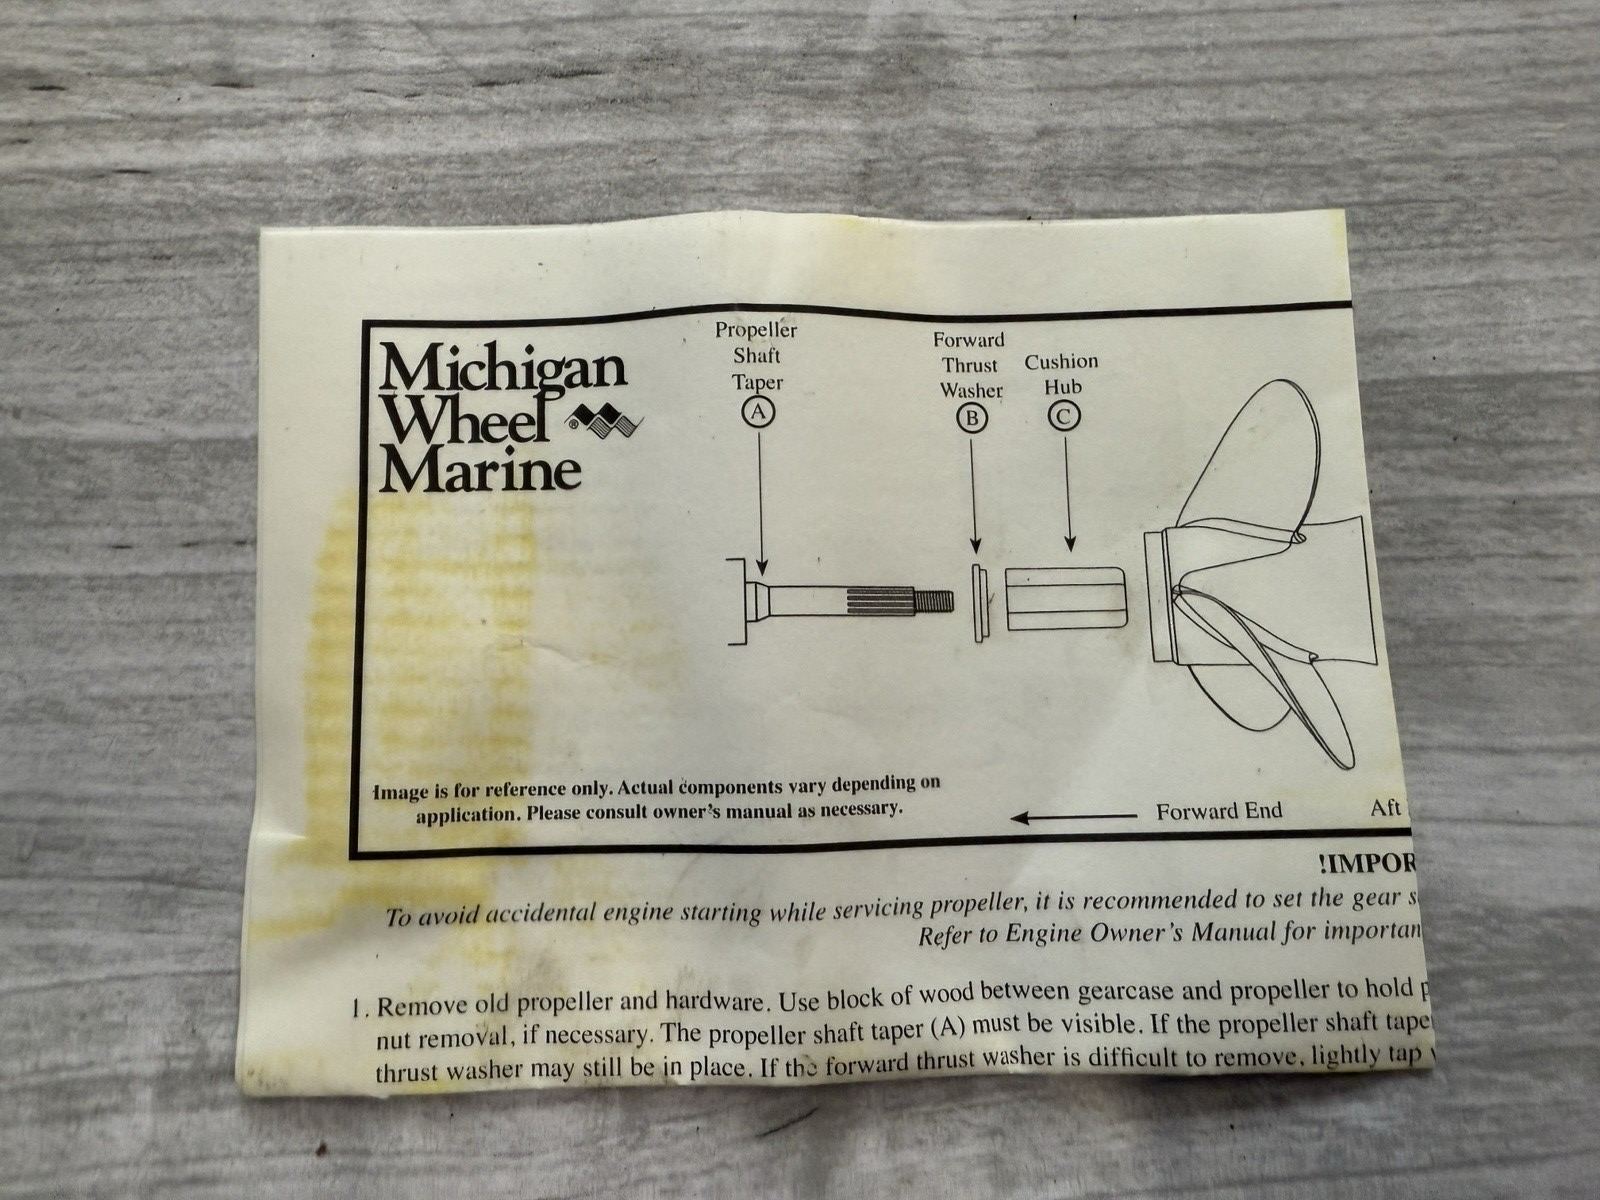 Michigan
Wheel ®
Marine
Propeller
Shaft
Taper
A
Forward
Thrust
Washer
B
Cushion
Hub
C
Image is for reference only. Actual components vary depending on
application. Please consult owner's manual as necessary.
Forward End
Aft
!IMPOR
To avoid accidental engine starting while servicing propeller, it is recommended to set the gear s
Refer to Engine Owner's Manual for importan
1. Remove old propeller and hardware. Use block of wood between gearcase and propeller to hold p
nut removal, if necessary. The propeller shaft taper (A) must be visible. If the propeller shaft tape
thrust washer may still be in place. If the forward thrust washer is difficult to remove, lightly tap